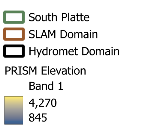 South Platte
SLAM Domain
Hydromet Domain
PRISM Elevation
Band 1
4,270
845